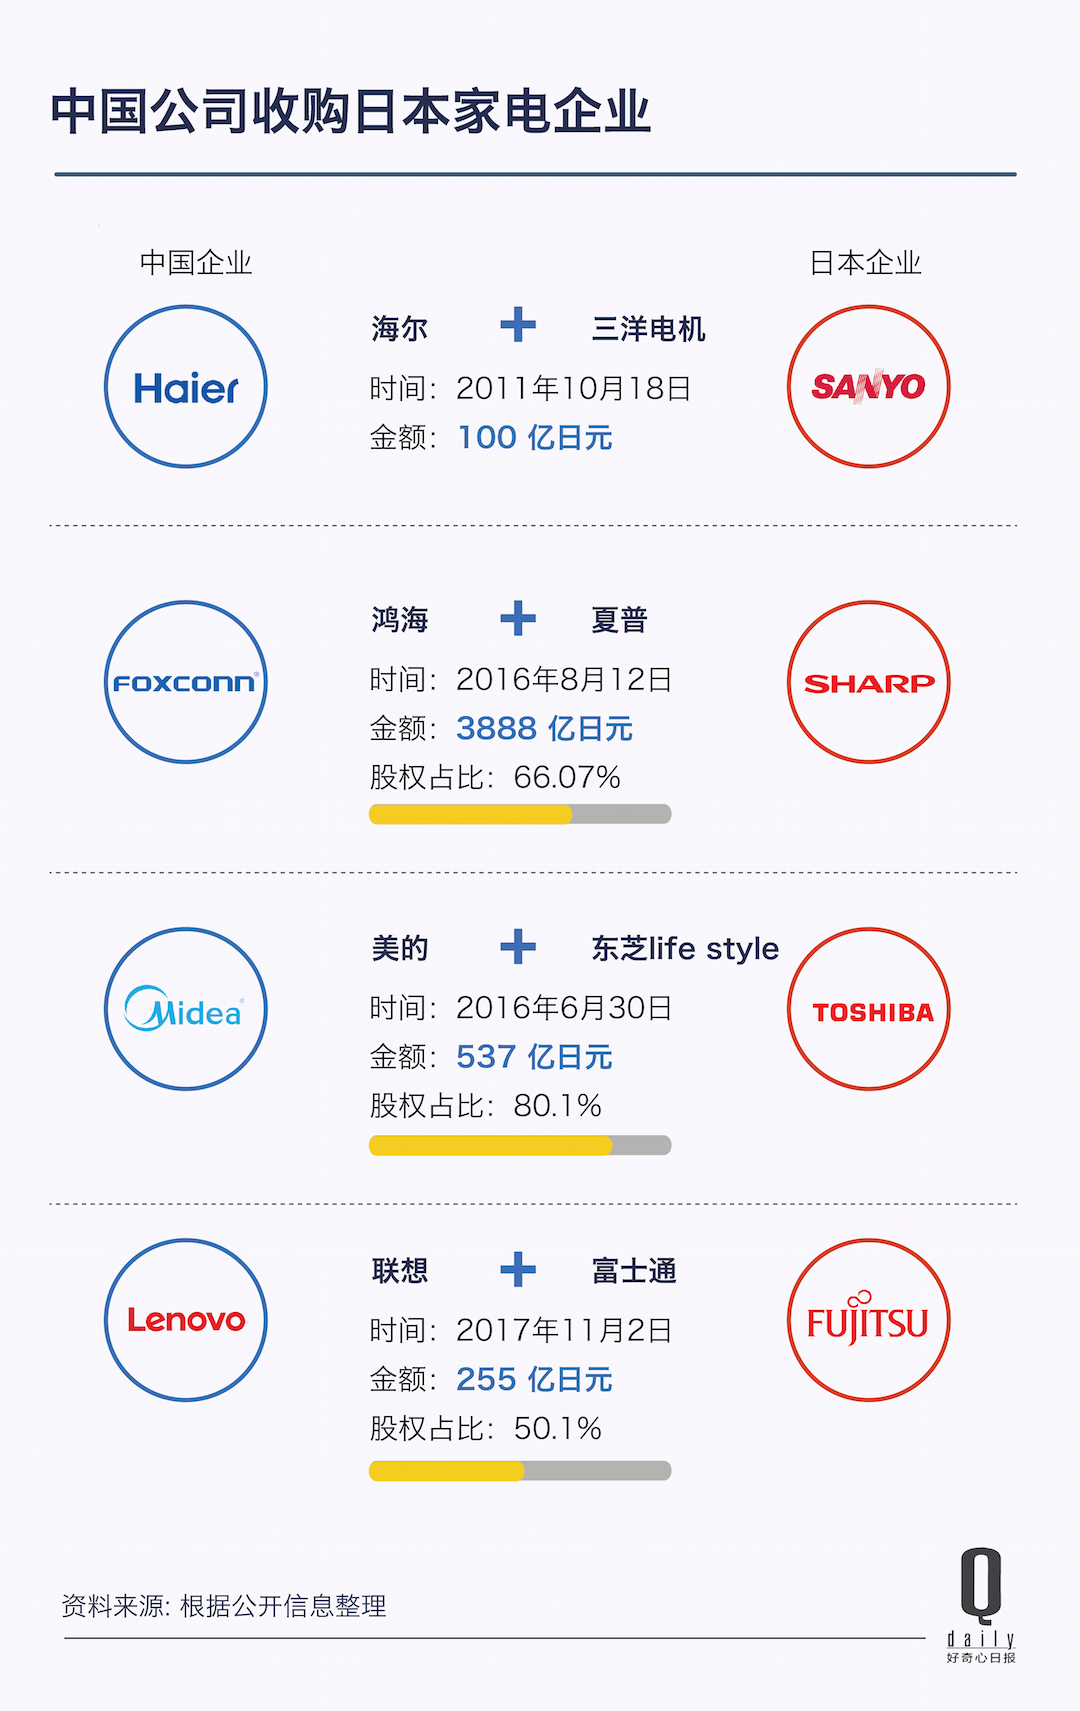 中国公司收购日本家电企业
中国企业
日本企业
Haier
海尔 + 三洋电机
时间：2011年10月18日
金额：100 亿日元
SANYO
FOXCONN®
鸿海 + 夏普
时间：2016年8月12日
金额：3888 亿日元
股权占比：66.07%
SHARP
Midea®
美的 + 东芝life style
时间：2016年6月30日
金额：537 亿日元
股权占比：80.1%
TOSHIBA
Lenovo
联想 + 富士通
时间：2017年11月2日
金额：255 亿日元
股权占比：50.1%
FUJITSU
资料来源: 根据公开信息整理
Q
daily
好奇心日报